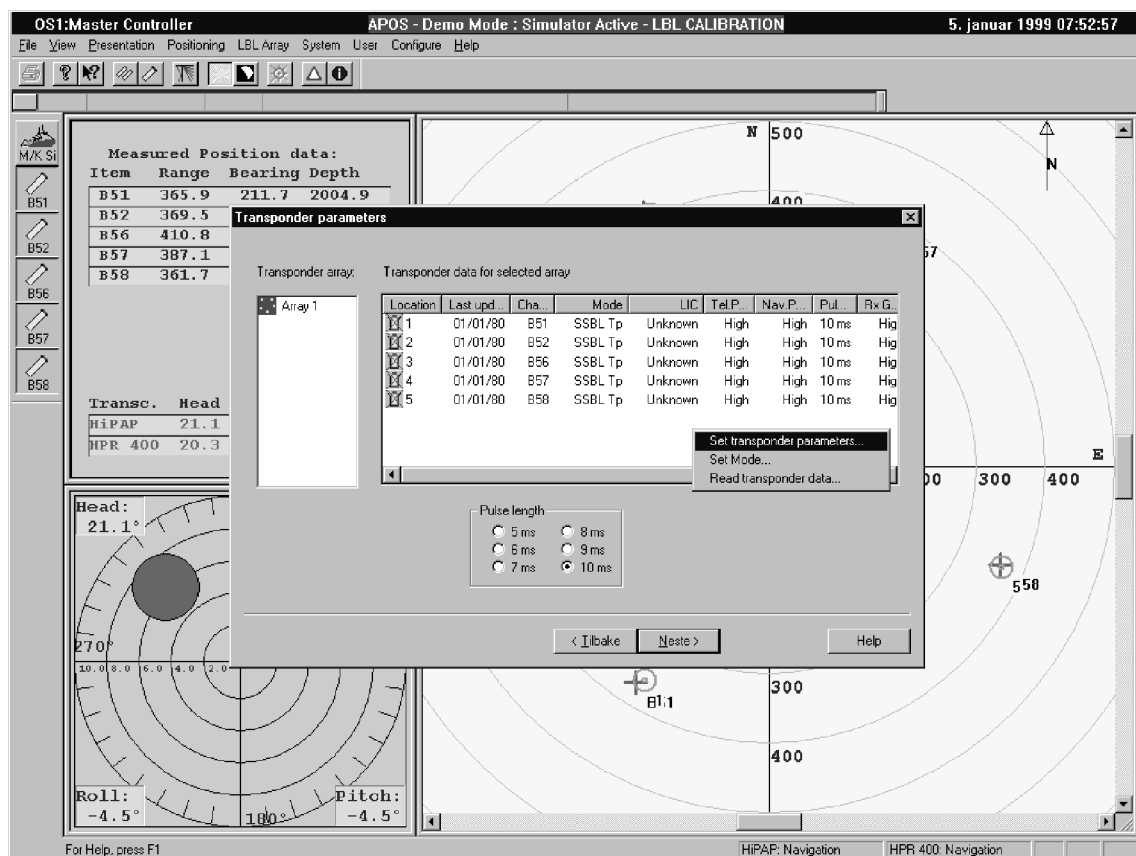 OS1:Master Controller APOS - Demo Mode : Simulator Active - LBL CALIBRATION 5. januar 1999 07:52:57
File View Presentation Positioning LBL Array System User Configure Help
M/K Si
B51
B52
B56
B57
B58
Measured Position data:
Item Range Bearing Depth
B51 365.9 211.7 2004.9
B52 369.5
B56 410.8
B57 387.1
B58 361.7
Transc. Head
HiPAP 21.1
HPR 400 20.3
Head:
21.1°
270°
10.0 8.0 6.0 4.0 2.0
180°
Roll:
-4.5°
Pitch:
-4.5°
N 500
N
400
57
E
00 300 400
558
300
400
Transponder parameters
Transponder array:
Array 1
Transponder data for selected array
Location Last upd... Cha... Mode LIC Tel.P... Nav.P... Pul... Rx G...
1 01/01/80 B51 SSBL Tp Unknown High High 10 ms Hig
2 01/01/80 B52 SSBL Tp Unknown High High 10 ms Hig
3 01/01/80 B56 SSBL Tp Unknown High High 10 ms Hig
4 01/01/80 B57 SSBL Tp Unknown High High 10 ms Hig
5 01/01/80 B58 SSBL Tp Unknown High High 10 ms Hig
Set transponder parameters...
Set Mode...
Read transponder data...
Pulse length
5 ms 8 ms
6 ms 9 ms
7 ms 10 ms
< Tilbake Neste > Help
For Help, press F1 HiPAP: Navigation HPR 400: Navigation